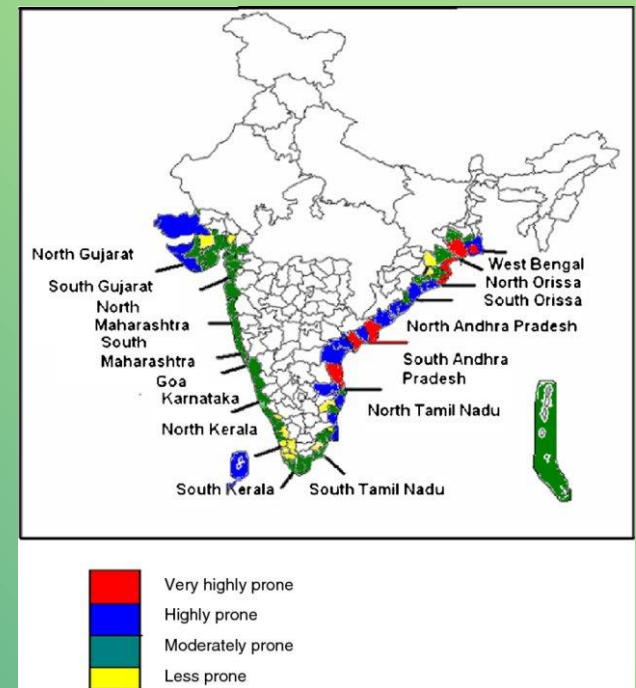 North Gujarat
South Gujarat
North
Maharashtra
South
Maharashtra
Goa
Karnataka
North Kerala
South Kerala
South Tamil Nadu
West Bengal
North Orissa
South Orissa
North Andhra Pradesh
South Andhra
Pradesh
North Tamil Nadu
Very highly prone
Highly prone
Moderately prone
Less prone